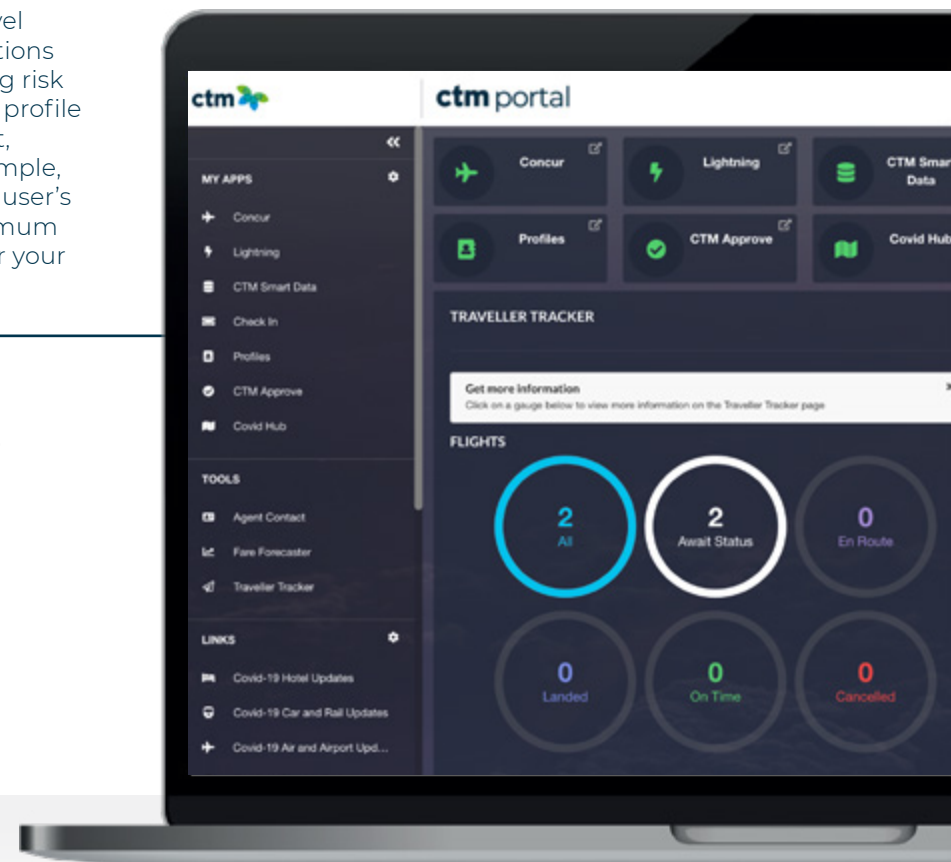 vel
tions
g risk
profile
t,
mple,
user's
mum
r your
ctm
ctm portal
MY APPS
Concur
Lightning
CTM Smart Data
Check In
Profiles
CTM Approve
Covid Hub
TOOLS
Agent Contact
Fare Forecaster
Traveller Tracker
LINKS
Covid-19 Hotel Updates
Covid-19 Car and Rail Updates
Covid-19 Air and Airport Upd...
Concur
Lightning
CTM Smar
Data
Profiles
CTM Approve
Covid Hub
TRAVELLER TRACKER
Get more information
Click on a gauge below to view more information on the Traveller Tracker page
FLIGHTS
2
All
2
Await Status
0
En Route
0
Landed
0
On Time
0
Cancelled